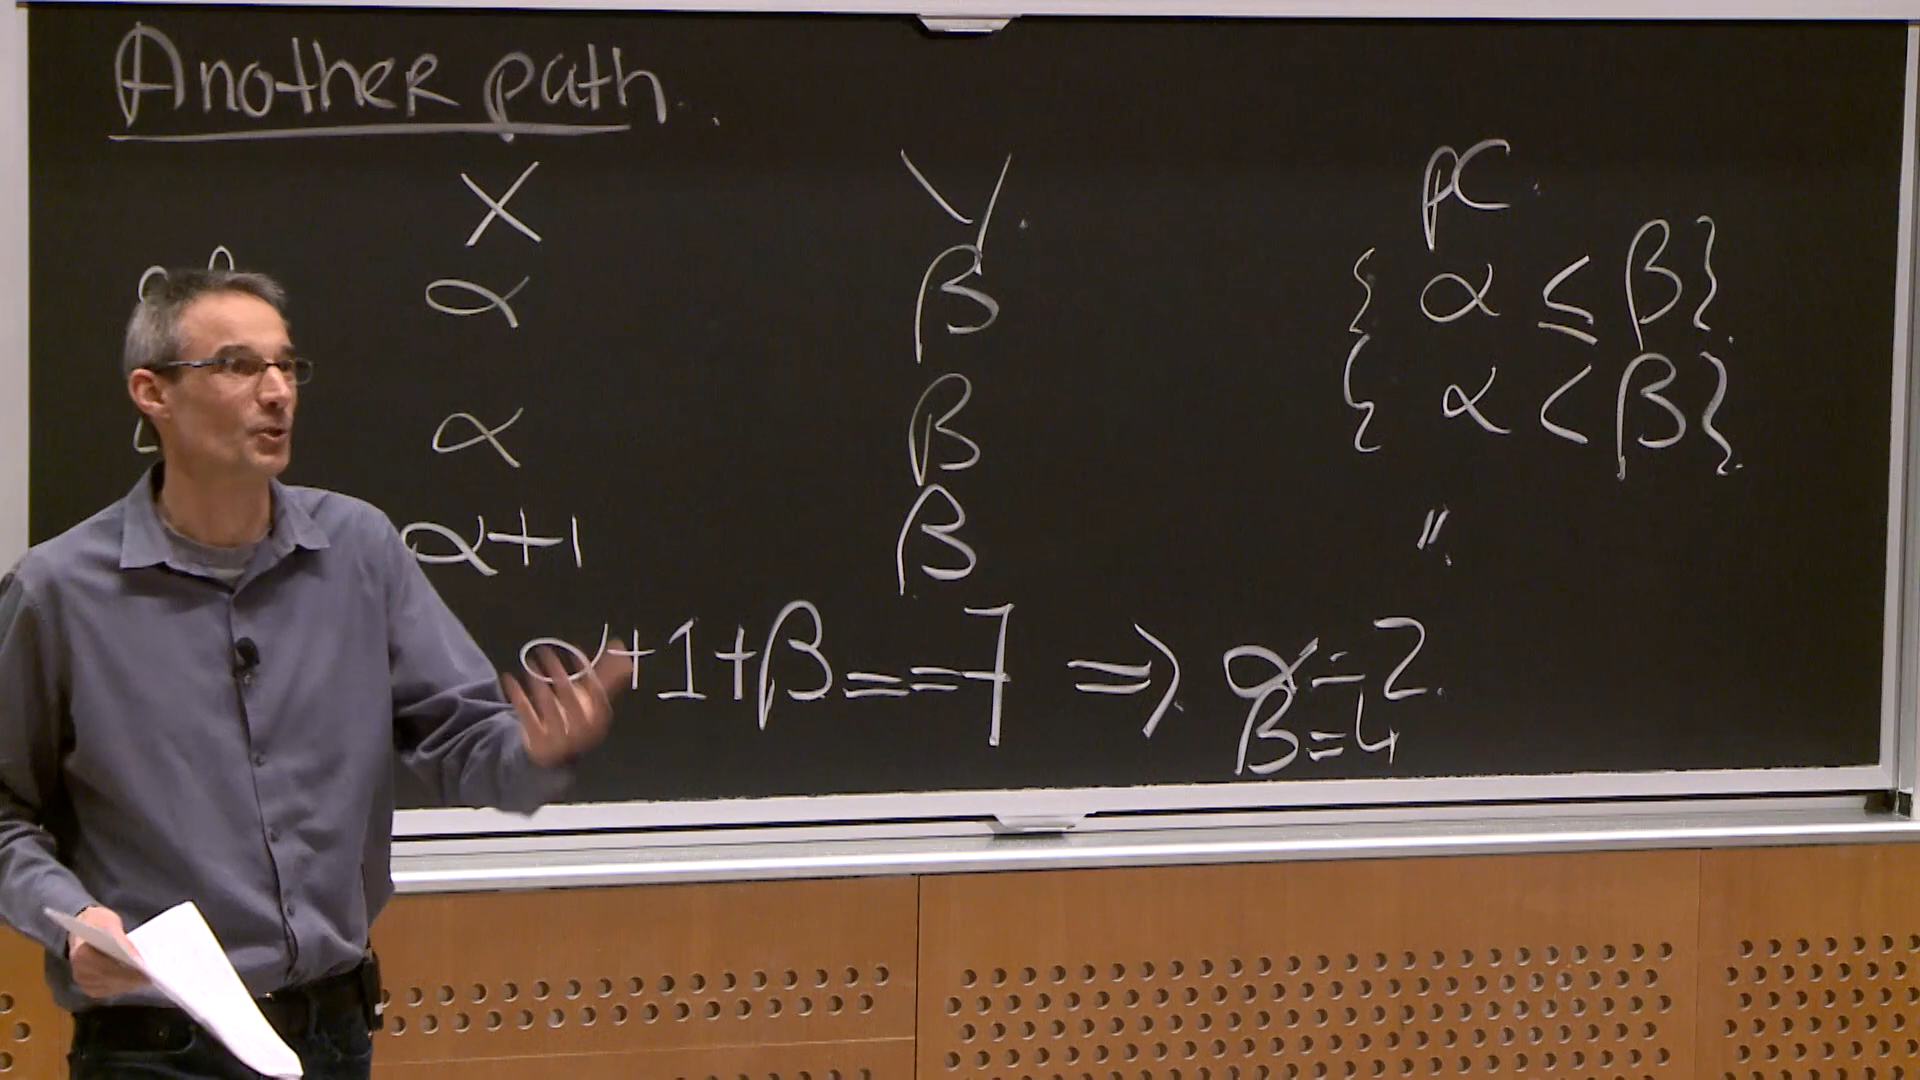 Another path.
X Y PC
α β { α ≤ β}
α β { α < β}
α+1 β "
α+1+β==7 => α=2
β=4